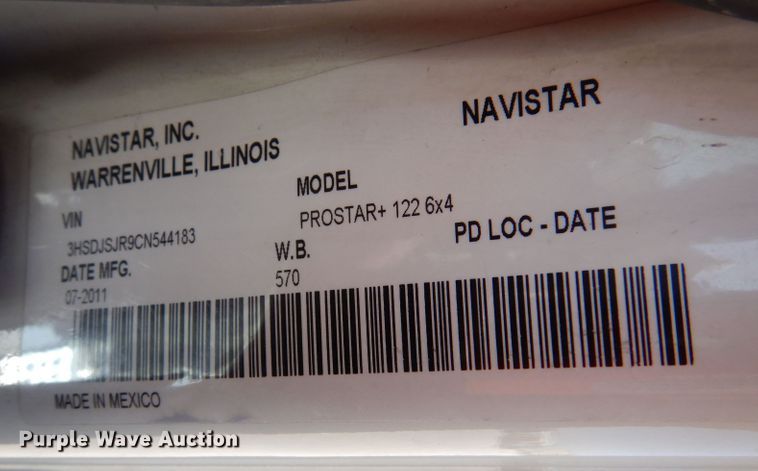 NAVISTAR, INC.
WARRENVILLE, ILLINOIS
NAVISTAR
VIN
3HSDJSJR9CN544183
MODEL
PROSTAR+ 122 6x4
DATE MFG.
07-2011
W.B.
570
PD LOC - DATE
MADE IN MEXICO
Purple Wave Auction